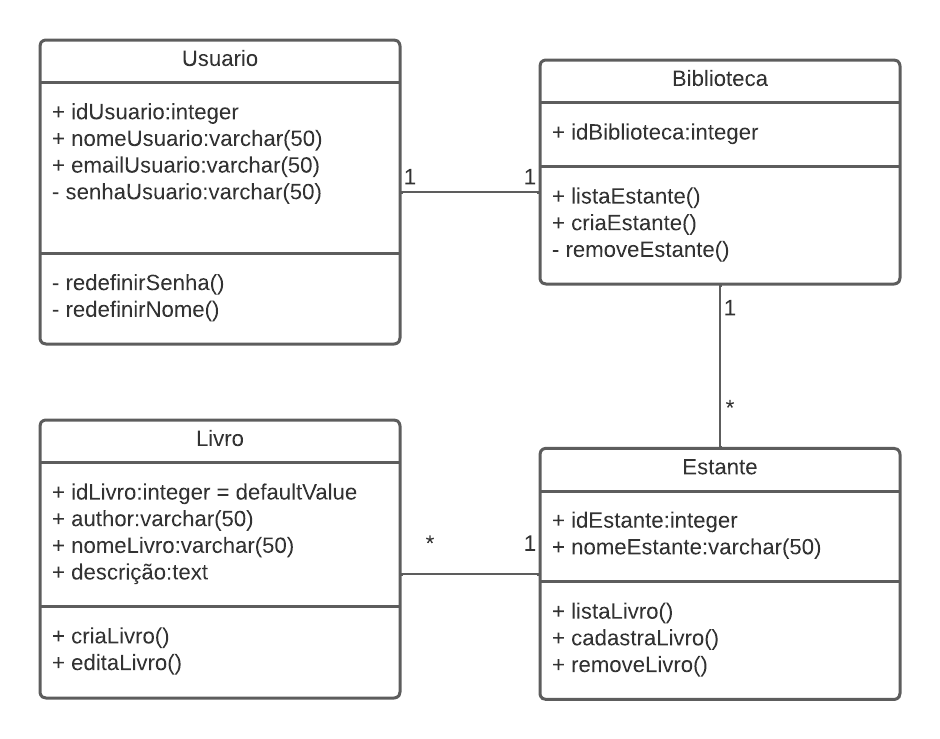 Usuario
+ idUsuario:integer
+ nomeUsuario:varchar(50)
+ emailUsuario:varchar(50)
- senhaUsuario:varchar(50)
- redefinirSenha()
- redefinirNome()
1
1
Biblioteca
+ idBiblioteca:integer
+ listaEstante()
+ criaEstante()
- removeEstante()
1
*
Livro
+ idLivro:integer = defaultValue
+ author:varchar(50)
+ nomeLivro:varchar(50)
+ descrição:text
+ criaLivro()
+ editaLivro()
*
1
Estante
+ idEstante:integer
+ nomeEstante:varchar(50)
+ listaLivro()
+ cadastraLivro()
+ removeLivro()